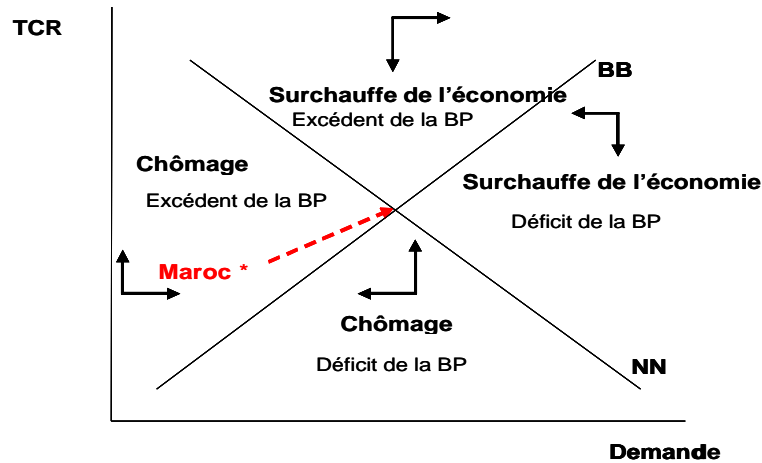 TCR
BB
Surchauffe de l'économie
Excédent de la BP
Chômage
Excédent de la BP
Surchauffe de l'économie
Déficit de la BP
Maroc *
Chômage
Déficit de la BP
NN
Demande